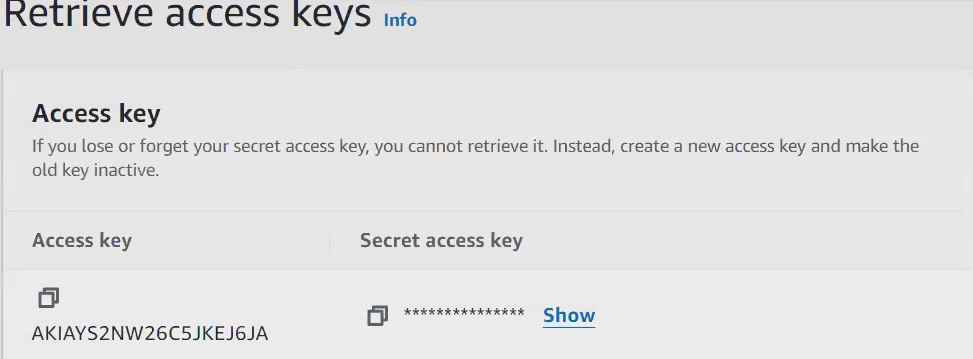 Retrieve access keys Info
Access key
If you lose or forget your secret access key, you cannot retrieve it. Instead, create a new access key and make the
old key inactive.
Access key Secret access key
*************** Show
AKIAYS2NW26C5JKEJ6JA